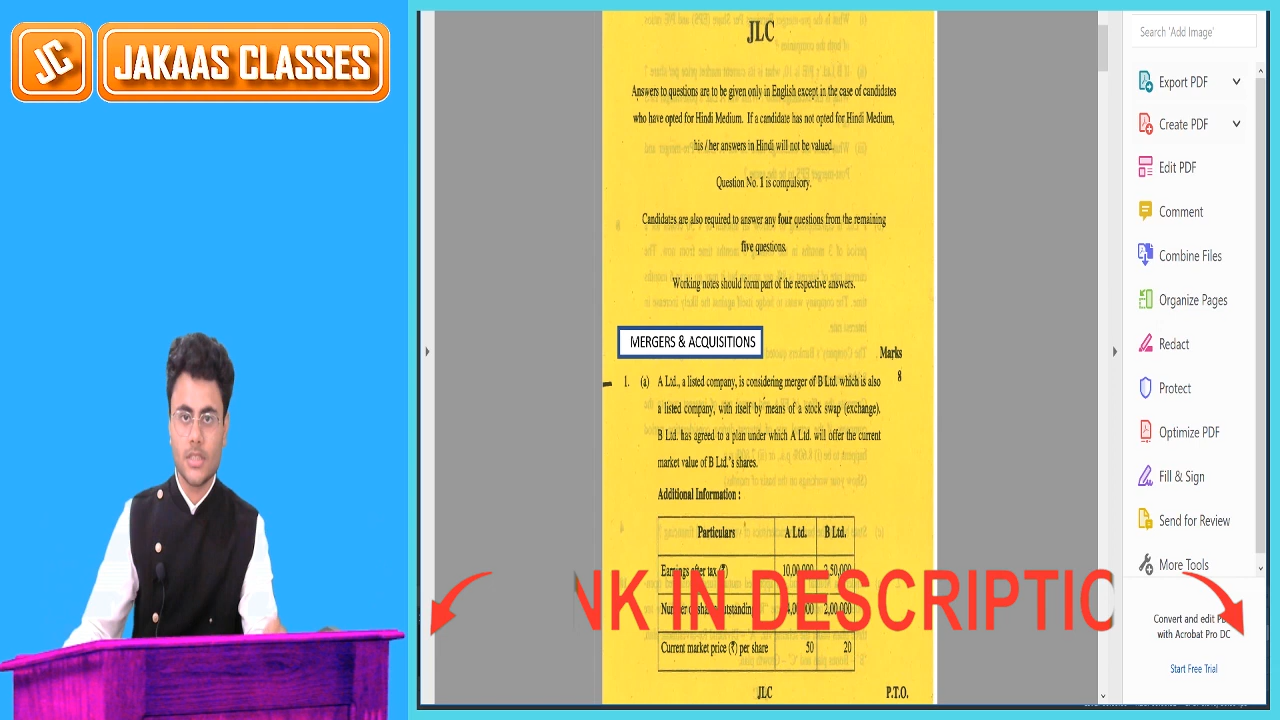 JC
JAKAAS CLASSES
JLC
Answers to questions are to be given only in English except in the case of candidates
who have opted for Hindi Medium. If a candidate has not opted for Hindi Medium,
his / her answers in Hindi will not be valued.
Question No. 1 is compulsory.
Candidates are also required to answer any four questions from the remaining
five questions.
Working notes should form part of the respective answers.
MERGERS & ACQUISITIONS
Marks
1. (a) A Ltd., a listed company, is considering merger of B Ltd. which is also 8
a listed company, with itself by means of a stock swap (exchange).
B Ltd. has agreed to a plan under which A Ltd. will offer the current
market value of B Ltd.'s shares.
Additional Information :
Particulars A Ltd. B Ltd.
Earnings after tax (₹) 10,00,000 2,50,000
Number of shares outstanding 4,00,000 2,00,000
Current market price (₹) per share 50 20
JLC P.T.O.
NK IN DESCRIPTIO
Search 'Add Image'
Export PDF
Create PDF
Edit PDF
Comment
Combine Files
Organize Pages
Redact
Protect
Optimize PDF
Fill & Sign
Send for Review
More Tools
Convert and edit PD
with Acrobat Pro DC
Start Free Trial